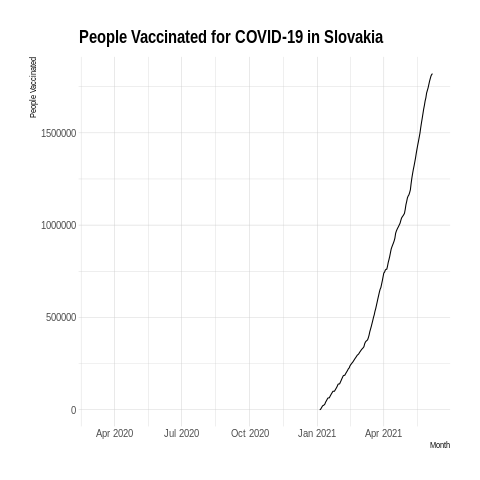 People Vaccinated for COVID-19 in Slovakia
People Vaccinated
1500000
1000000
500000
0
Apr 2020 Jul 2020 Oct 2020 Jan 2021 Apr 2021
Month